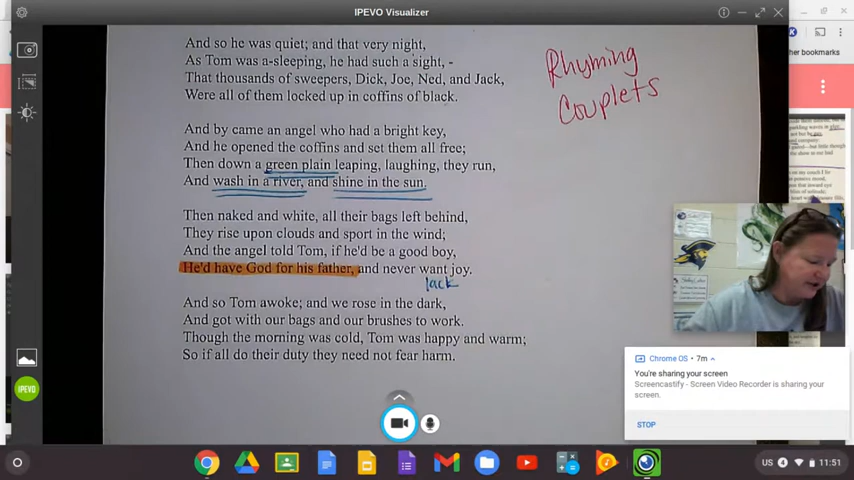 IPEVO Visualizer
And so he was quiet; and that very night,
As Tom was a-sleeping, he had such a sight, -
That thousands of sweepers, Dick, Joe, Ned, and Jack,
Were all of them locked up in coffins of black.
Rhyming
Couplets
And by came an angel who had a bright key,
And he opened the coffins and set them all free;
Then down a green plain leaping, laughing, they run,
And wash in a river, and shine in the sun.
Then naked and white, all their bags left behind,
They rise upon clouds and sport in the wind;
And the angel told Tom, if he'd be a good boy,
He'd have God for his father, and never want joy.
lack
And so Tom awoke; and we rose in the dark,
And got with our bags and our brushes to work.
Though the morning was cold, Tom was happy and warm;
So if all do their duty they need not fear harm.
her bookmarks
IPEVO
Chrome OS • 7m
You're sharing your screen
Screencastify - Screen Video Recorder is sharing your
screen.
STOP
US 4 11:51